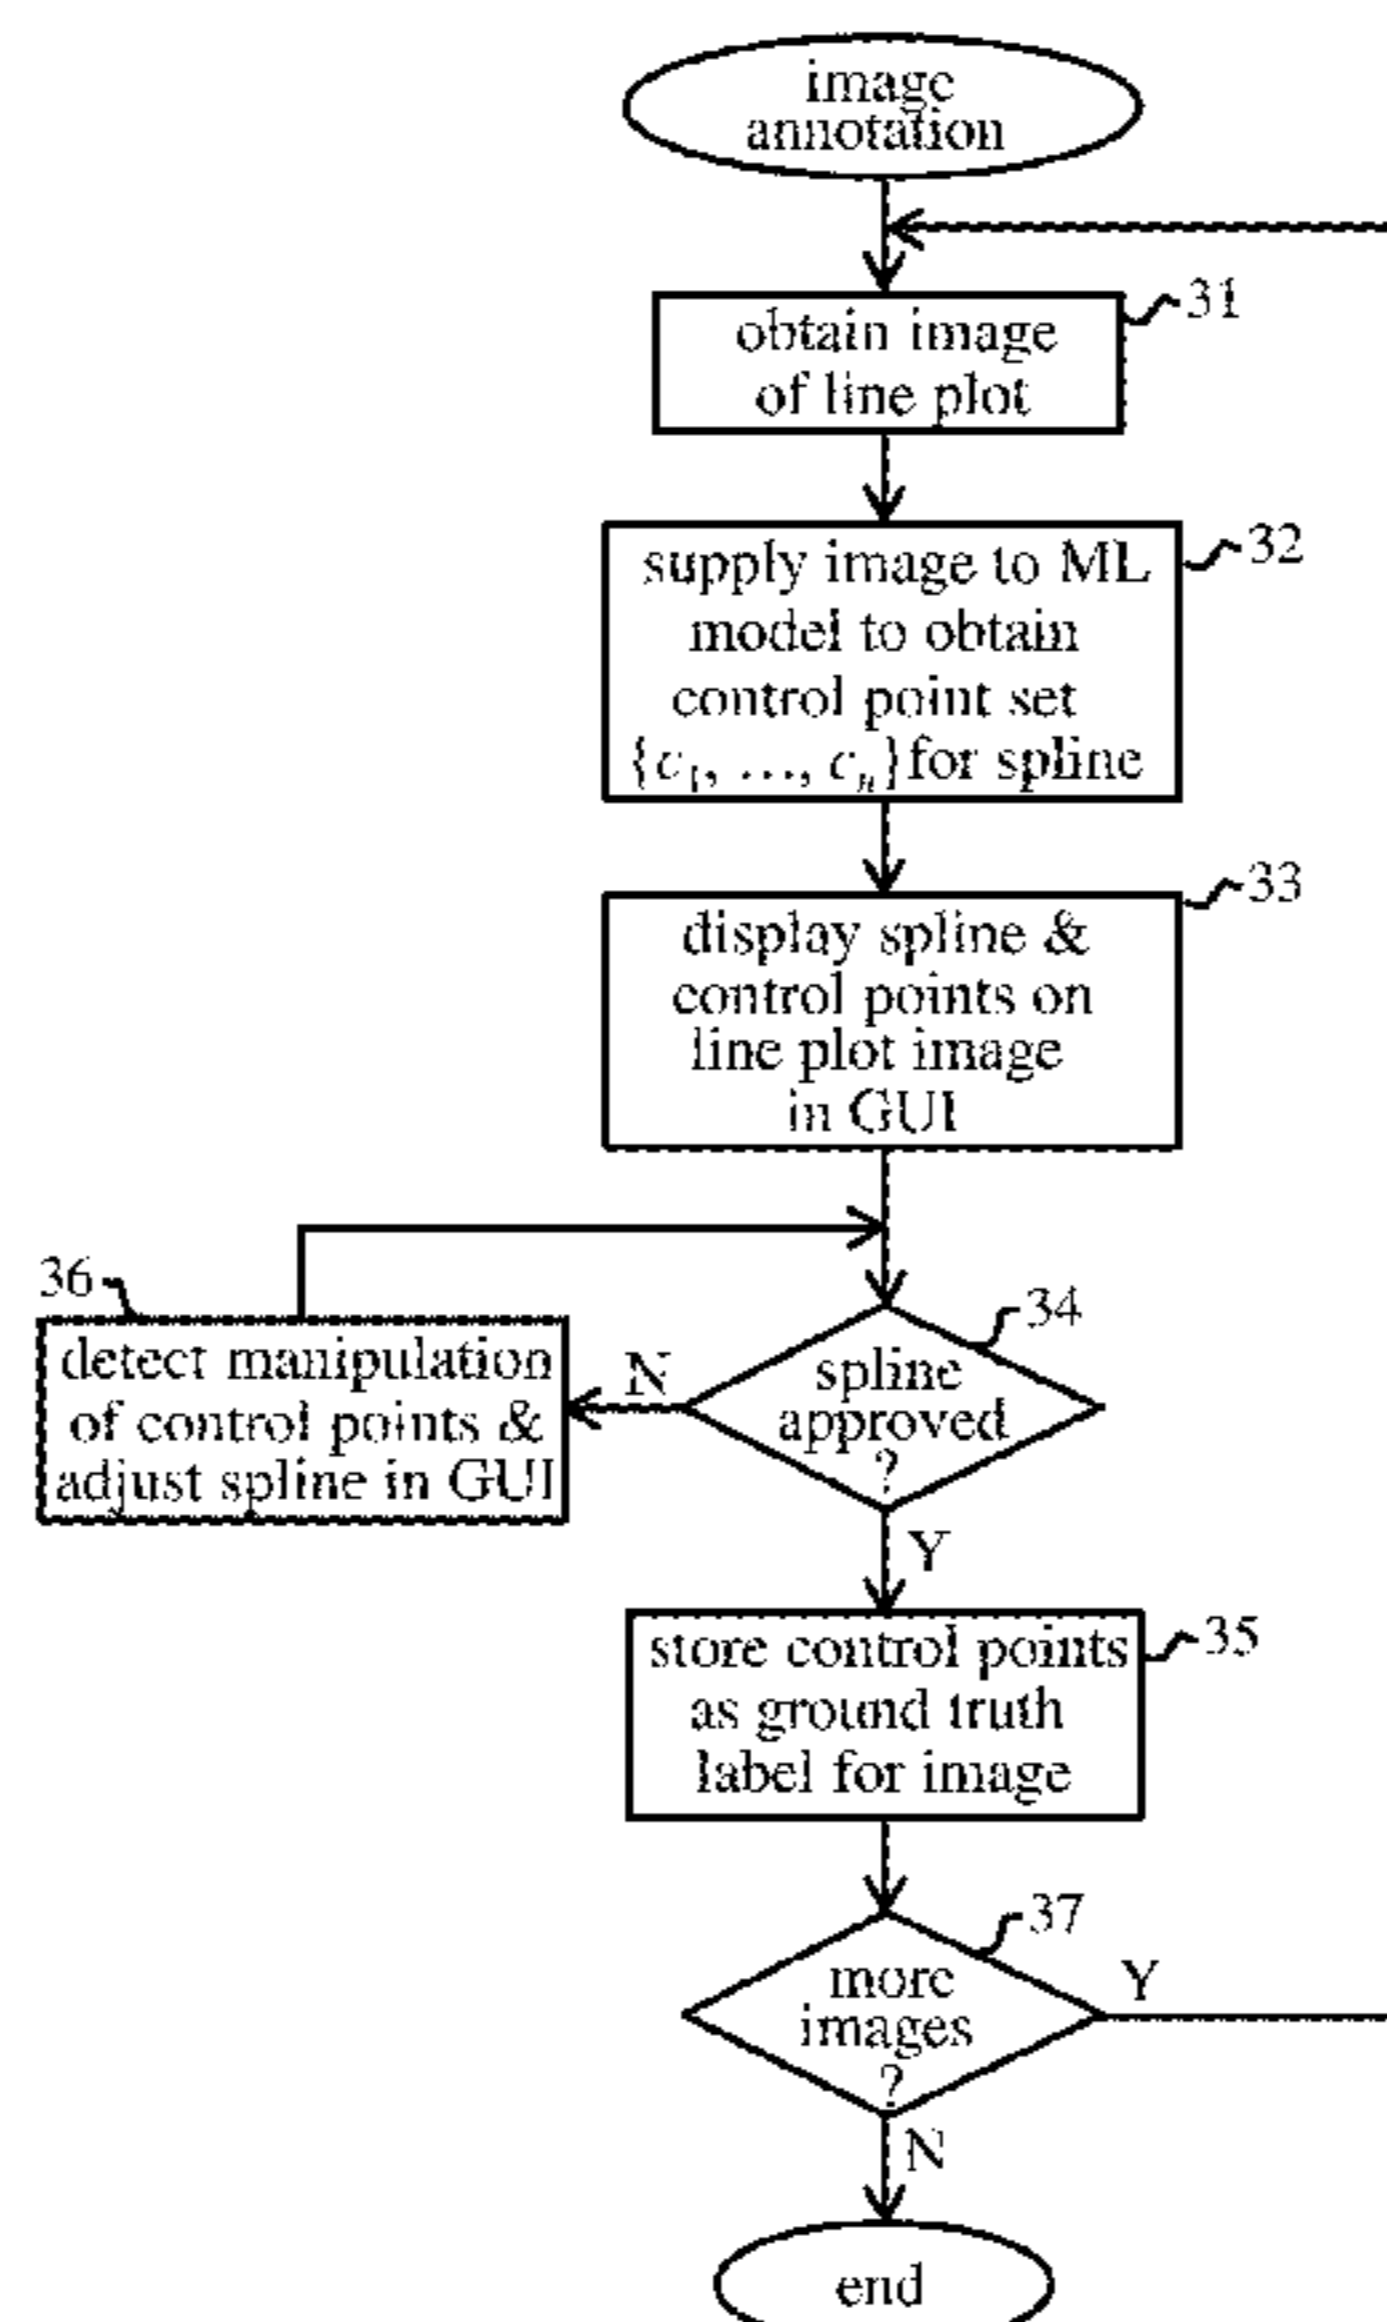 image
annotation
31
obtain image
of line plot
32
supply image to ML
model to obtain
control point set
{c₁, ..., cₙ} for spline
33
display spline &
control points on
line plot image
in GUI
36
detect manipulation
of control points &
adjust spline in GUI
N
34
spline
approved
?
Y
35
store control points
as ground truth
label for image
37
more
images
?
Y
N
end